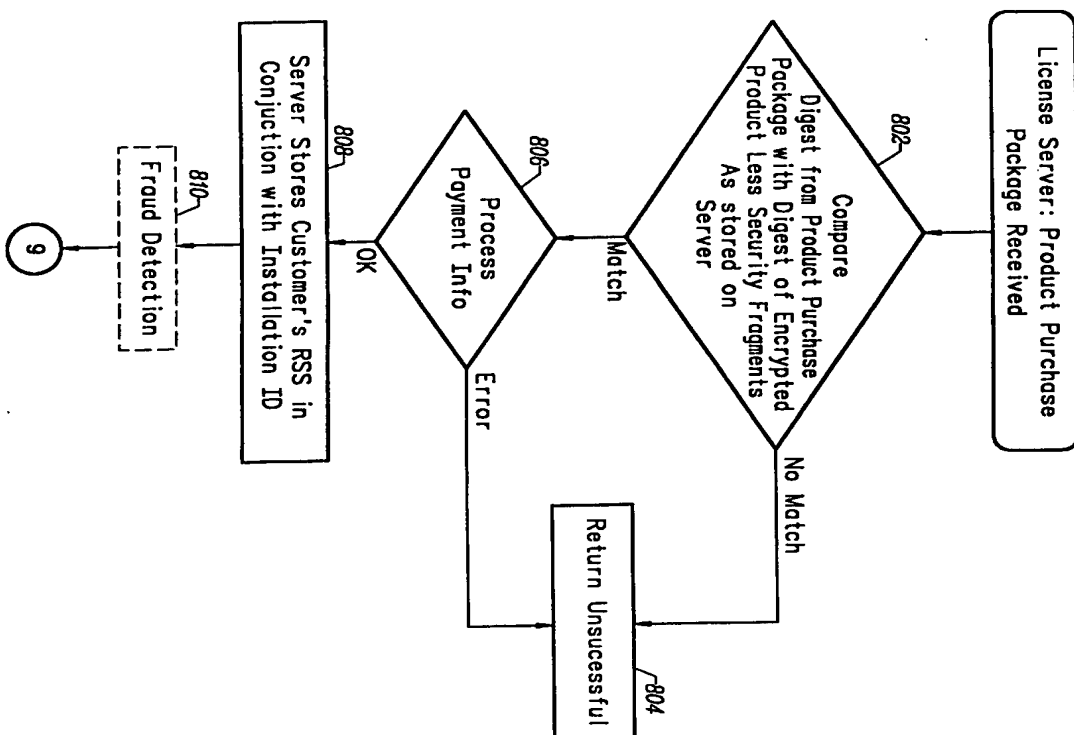 License Server: Product Purchase
Package Received
802
Compare
Digest from Product Purchase
Package with Digest of Encrypted
Product Less Security Fragments
As stored on
Server
No Match
Match
806
Process
Payment Info
Error
OK
Return Unsucessful
804
808
Server Stores Customer's RSS in
Conjuction with Installation ID
810
Fraud Detection
9